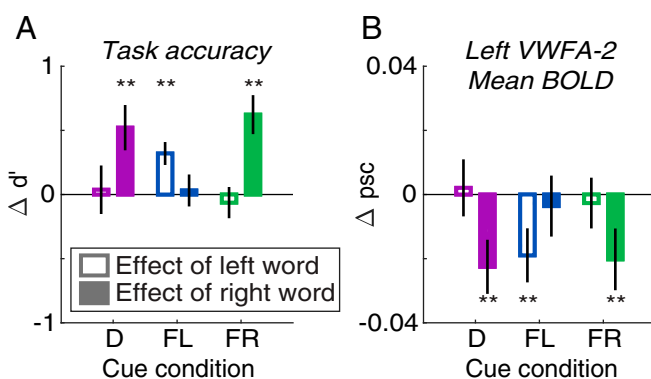 A
Task accuracy
1
** ** **
Δ d'
0
Effect of left word
Effect of right word
-1
D FL FR
Cue condition
B
Left VWFA-2
Mean BOLD
0.04
Δ psc
0
** ** **
-0.04
D FL FR
Cue condition